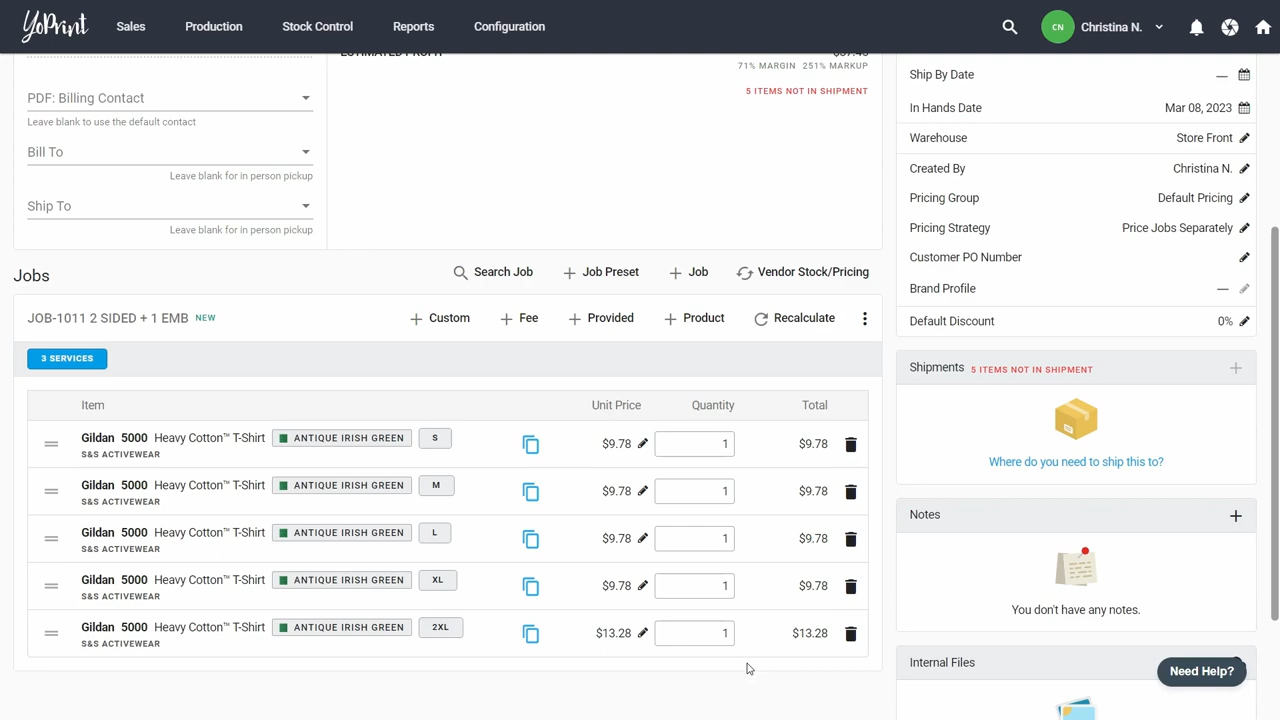 YoPrint Sales Production Stock Control Reports Configuration CN Christina N.
ESTIMATED PROFIT $37.45
71% MARGIN 251% MARKUP
5 ITEMS NOT IN SHIPMENT
PDF: Billing Contact
Leave blank to use the default contact
Bill To
Leave blank for in person pickup
Ship To
Leave blank for in person pickup
Jobs Search Job Job Preset Job Vendor Stock/Pricing
JOB-1011 2 SIDED + 1 EMB NEW Custom Fee Provided Product Recalculate
3 SERVICES
Item Unit Price Quantity Total
Gildan 5000 Heavy Cotton™ T-Shirt ANTIQUE IRISH GREEN S $9.78 1 $9.78
S&S ACTIVEWEAR
Gildan 5000 Heavy Cotton™ T-Shirt ANTIQUE IRISH GREEN M $9.78 1 $9.78
S&S ACTIVEWEAR
Gildan 5000 Heavy Cotton™ T-Shirt ANTIQUE IRISH GREEN L $9.78 1 $9.78
S&S ACTIVEWEAR
Gildan 5000 Heavy Cotton™ T-Shirt ANTIQUE IRISH GREEN XL $9.78 1 $9.78
S&S ACTIVEWEAR
Gildan 5000 Heavy Cotton™ T-Shirt ANTIQUE IRISH GREEN 2XL $13.28 1 $13.28
S&S ACTIVEWEAR
Ship By Date —
In Hands Date Mar 08, 2023
Warehouse Store Front
Created By Christina N.
Pricing Group Default Pricing
Pricing Strategy Price Jobs Separately
Customer PO Number
Brand Profile —
Default Discount 0%
Shipments 5 ITEMS NOT IN SHIPMENT
Where do you need to ship this to?
Notes
You don't have any notes.
Internal Files
Need Help?